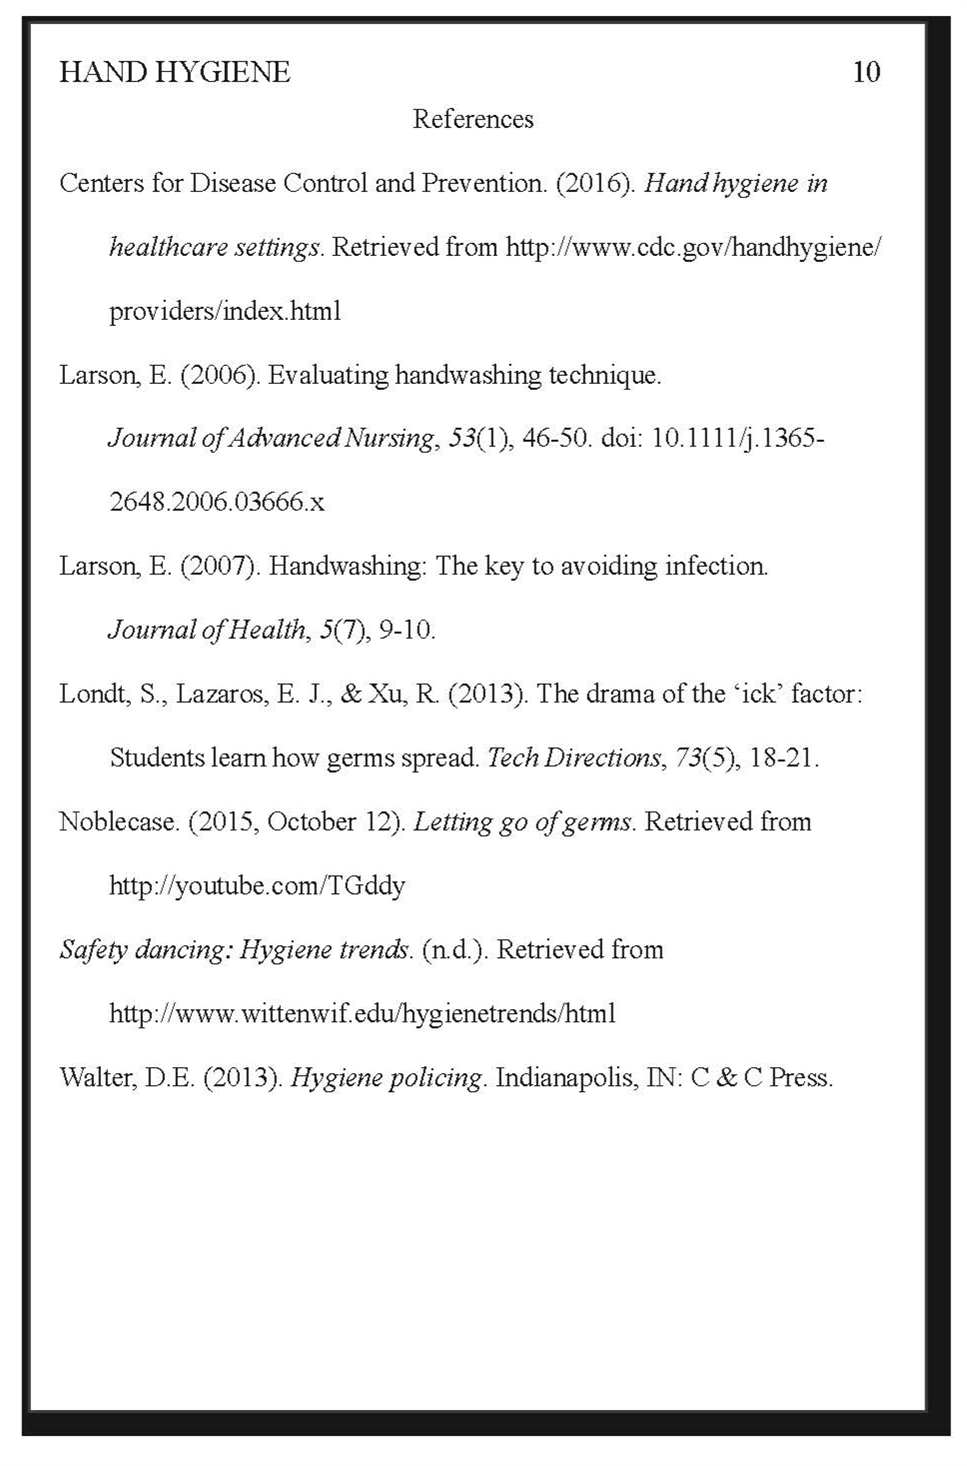 HAND HYGIENE 10
References
Centers for Disease Control and Prevention. (2016). Hand hygiene in
healthcare settings. Retrieved from http://www.cdc.gov/handhygiene/
providers/index.html
Larson, E. (2006). Evaluating handwashing technique.
Journal of Advanced Nursing, 53(1), 46-50. doi: 10.1111/j.1365-
2648.2006.03666.x
Larson, E. (2007). Handwashing: The key to avoiding infection.
Journal of Health, 5(7), 9-10.
Londt, S., Lazaros, E. J., & Xu, R. (2013). The drama of the ‘ick’ factor:
Students learn how germs spread. Tech Directions, 73(5), 18-21.
Noblecase. (2015, October 12). Letting go of germs. Retrieved from
http://youtube.com/TGddy
Safety dancing: Hygiene trends. (n.d.). Retrieved from
http://www.wittenwif.edu/hygienetrends/html
Walter, D.E. (2013). Hygiene policing. Indianapolis, IN: C & C Press.